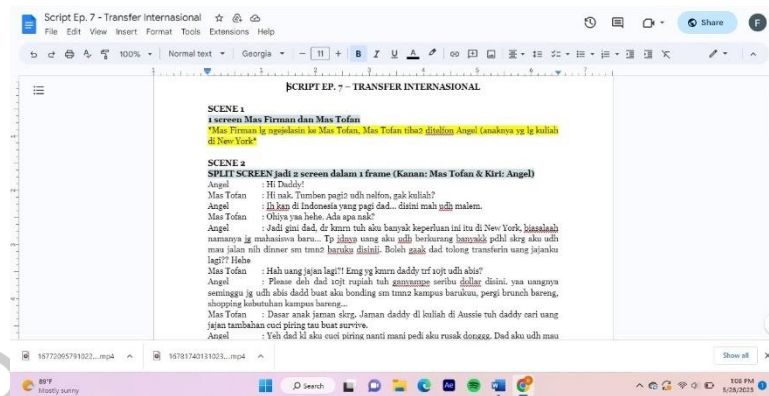 Script Ep. 7 - Transfer Internasional
File Edit View Insert Format Tools Extensions Help
Share
F
100%
Normal text
Georgia
11
B I U A
SCRIPT EP. 7 – TRANSFER INTERNASIONAL
SCENE 1
1 screen Mas Firman dan Mas Tofan
*Mas Firman lg ngejelasin ke Mas Tofan, Mas Tofan tiba2 ditelfon Angel (anaknya yg lg kuliah
di New York*
SCENE 2
SPLIT SCREEN jadi 2 screen dalam 1 frame (Kanan: Mas Tofan & Kiri: Angel)
Angel : Hi Daddy!
Mas Tofan : Hi nak. Tumben pagi2 udh nelfon, gak kuliah?
Angel : Ih kan di Indonesia yang pagi dad... disini mah udh malem.
Mas Tofan : Ohiya yaa hehe. Ada apa nak?
Angel : Jadi gini dad, dr kmrn tuh aku banyak keperluan ini itu di New York, biasalaah
namanya jg mahasiswa baru... Tp jdnya uang aku udh berkurang banyakk pdhl skrg aku udh
mau jalan nih dinner sm tmn2 baruku disinii. Boleh gaak dad tolong transferin uang jajanku
lagi?? Hehe
Mas Tofan : Hah uang jajan lagi?! Emg yg kmrn daddy trf 10jt udh abis?
Angel : Please deh dad 10jt rupiah tuh ganyampe seribu dollar disini. yaa uangnya
seminggu jg udh abis dadd buat aku bonding sm tmn2 kampus barukuu, pergi brunch bareng,
shopping kebutuhan kampus bareng...
Mas Tofan : Dasar anak jaman skrg. Jaman daddy dl kuliah di Aussie tuh daddy cari uang
jajan tambahan cuci piring tau buat survive.
Angel : Yeh dad kl aku cuci piring nanti mani pedi aku rusak donggg. Dad aku udh mau
16772095791022....mp4
16781740131023....mp4
Show all
89°F
Mostly sunny
Search
1:08 PM
5/28/2023